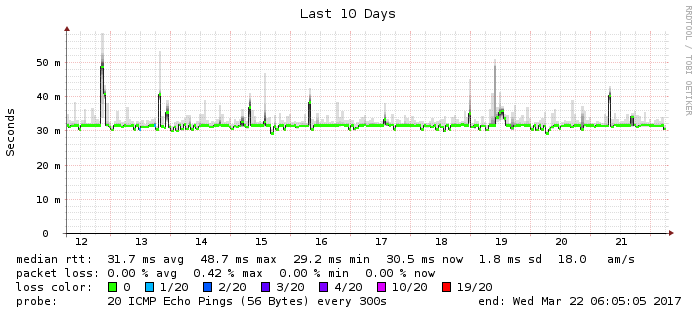 Last 10 Days
RRDTOOL / TOBI OETIKER
Seconds
50 m
40 m
30 m
20 m
10 m
0
12 13 14 15 16 17 18 19 20 21
median rtt: 31.7 ms avg 48.7 ms max 29.2 ms min 30.5 ms now 1.8 ms sd 18.0 am/s
packet loss: 0.00 % avg 0.42 % max 0.00 % min 0.00 % now
loss color: 0 1/20 2/20 3/20 4/20 10/20 19/20
probe: 20 ICMP Echo Pings (56 Bytes) every 300s end: Wed Mar 22 06:05:05 2017